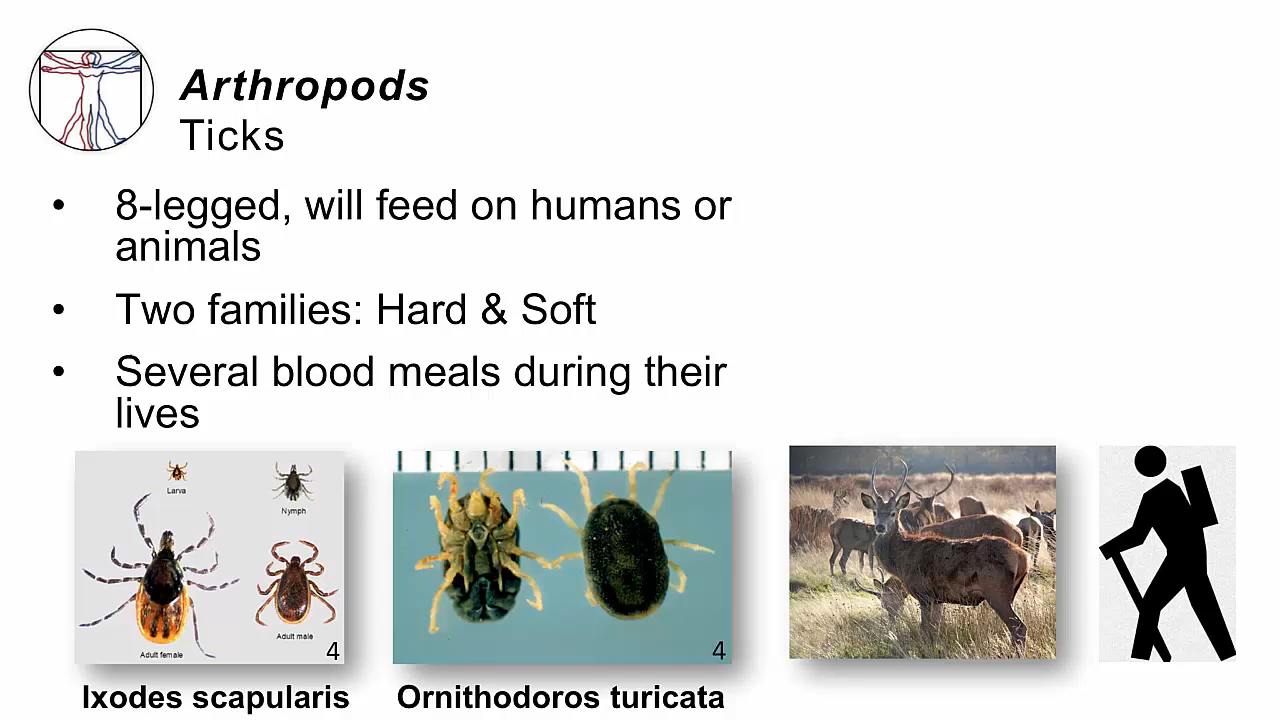 Arthropods
Ticks
• 8-legged, will feed on humans or
animals
• Two families: Hard & Soft
• Several blood meals during their
lives
Larva
Nymph
Adult female
Adult male
4
4
Ixodes scapularis
Ornithodoros turicata